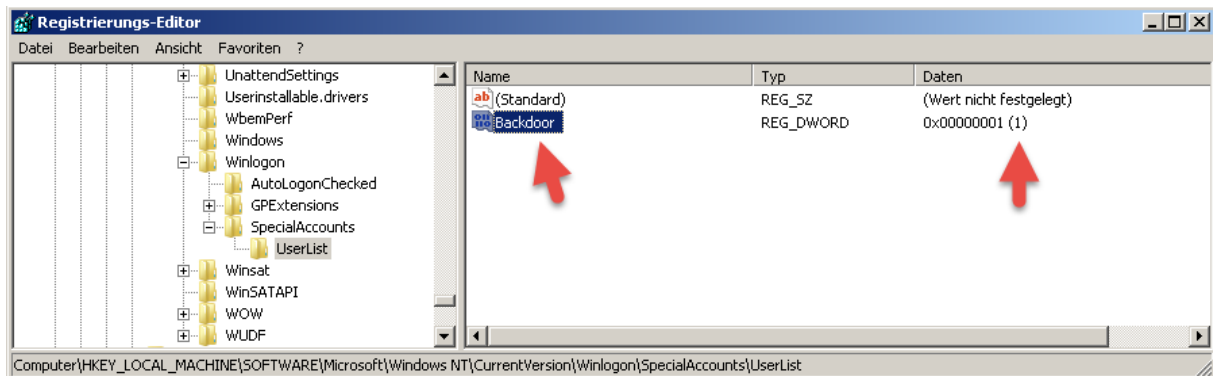 Registrierungs-Editor
Datei Bearbeiten Ansicht Favoriten ?
UnattendSettings
Userinstallable.drivers
WbemPerf
Windows
Winlogon
AutoLogonChecked
GPExtensions
SpecialAccounts
UserList
Winsat
WinSATAPI
WOW
WUDF
Name Typ Daten
(Standard) REG_SZ (Wert nicht festgelegt)
Backdoor REG_DWORD 0x00000001 (1)
Computer\HKEY_LOCAL_MACHINE\SOFTWARE\Microsoft\Windows NT\CurrentVersion\Winlogon\SpecialAccounts\UserList